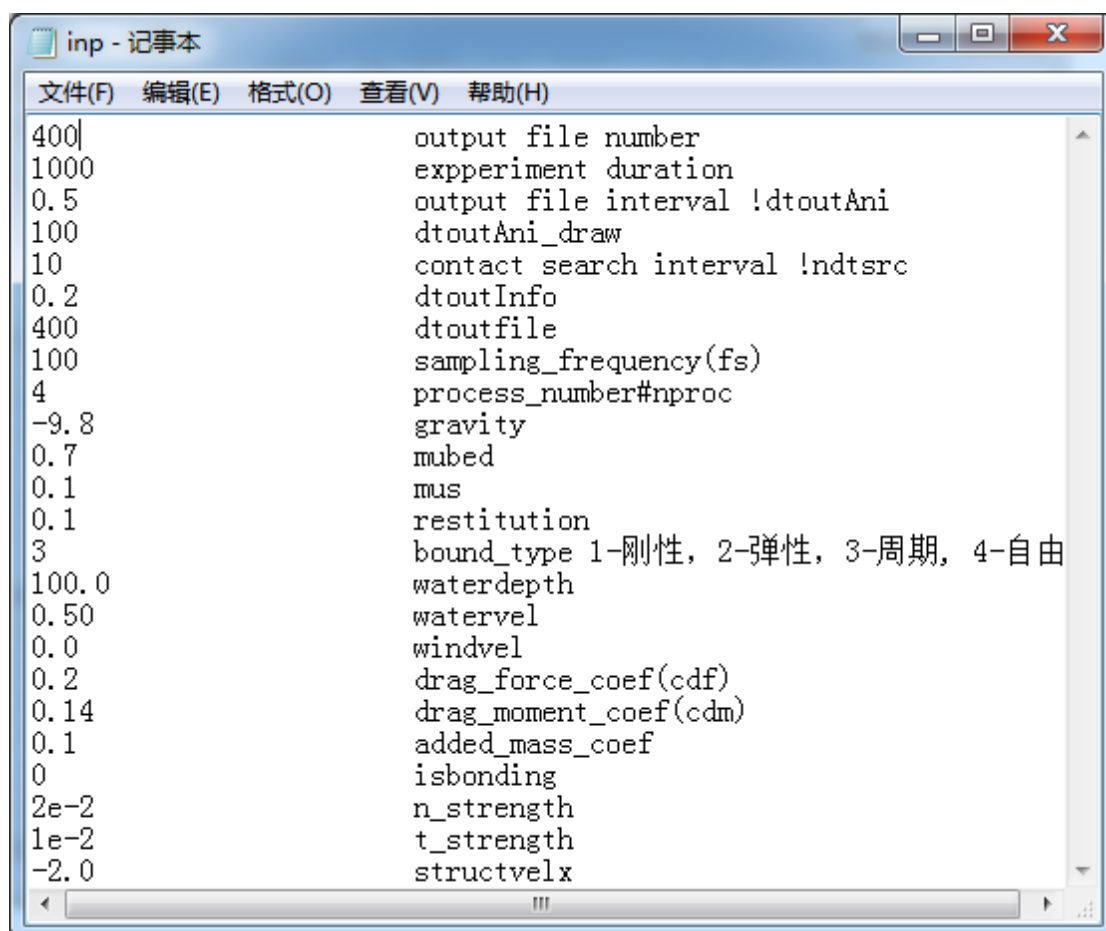 inp - 记事本
文件(F) 编辑(E) 格式(O) 查看(V) 帮助(H)
400 output file number
1000 expperiment duration
0.5 output file interval !dtoutAni
100 dtoutAni_draw
10 contact search interval !ndtsrc
0.2 dtoutInfo
400 dtoutfile
100 sampling_frequency(fs)
4 process_number#nproc
-9.8 gravity
0.7 mubed
0.1 mus
0.1 restitution
3 bound_type 1-刚性, 2-弹性, 3-周期, 4-自由
100.0 waterdepth
0.50 watervel
0.0 windvel
0.2 drag_force_coef(cdf)
0.14 drag_moment_coef(cdm)
0.1 added_mass_coef
0 isbonding
2e-2 n_strength
1e-2 t_strength
-2.0 structvelx